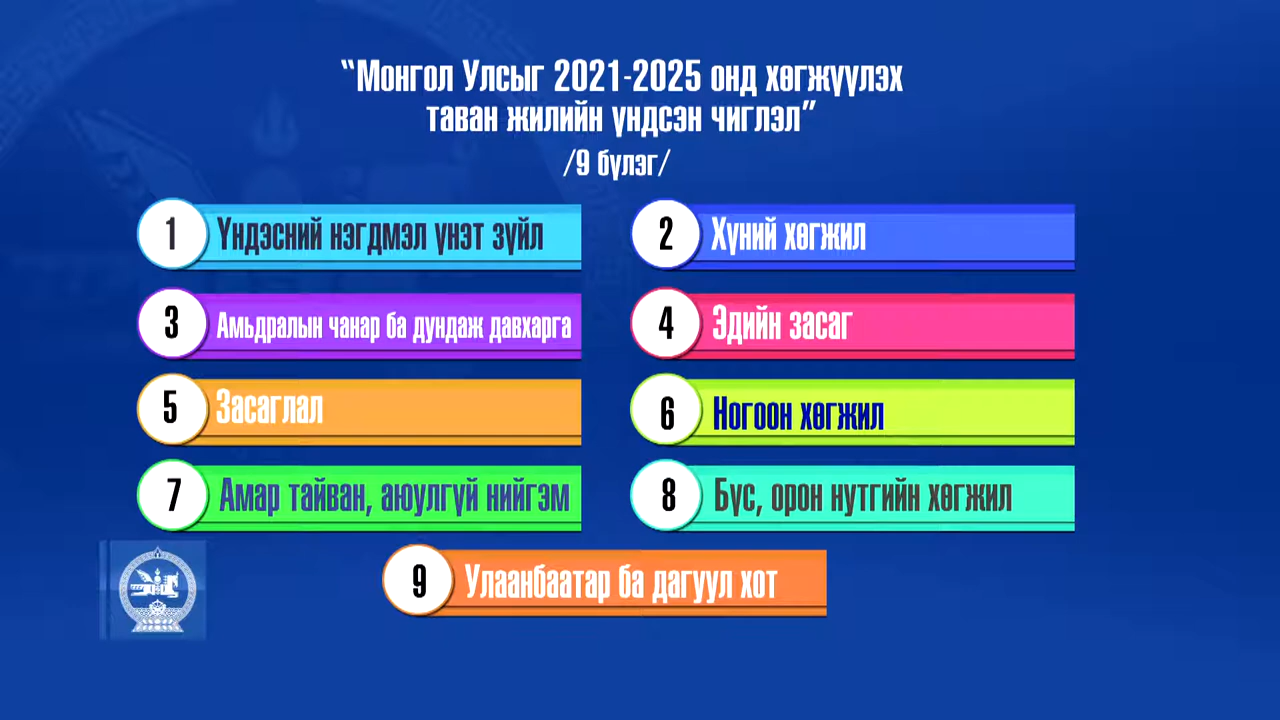 “Монгол Улсыг 2021-2025 онд хөгжүүлэх
таван жилийн үндсэн чиглэл”
/9 бүлэг/
1 Үндэсний нэгдмэл үнэт зүйл
2 Хүний хөгжил
3 Амьдралын чанар ба дундаж давхарга
4 Эдийн засаг
5 Засаглал
6 Ногоон хөгжил
7 Амар тайван, аюулгүй нийгэм
8 Бүс, орон нутгийн хөгжил
9 Улаанбаатар ба дагуул хот